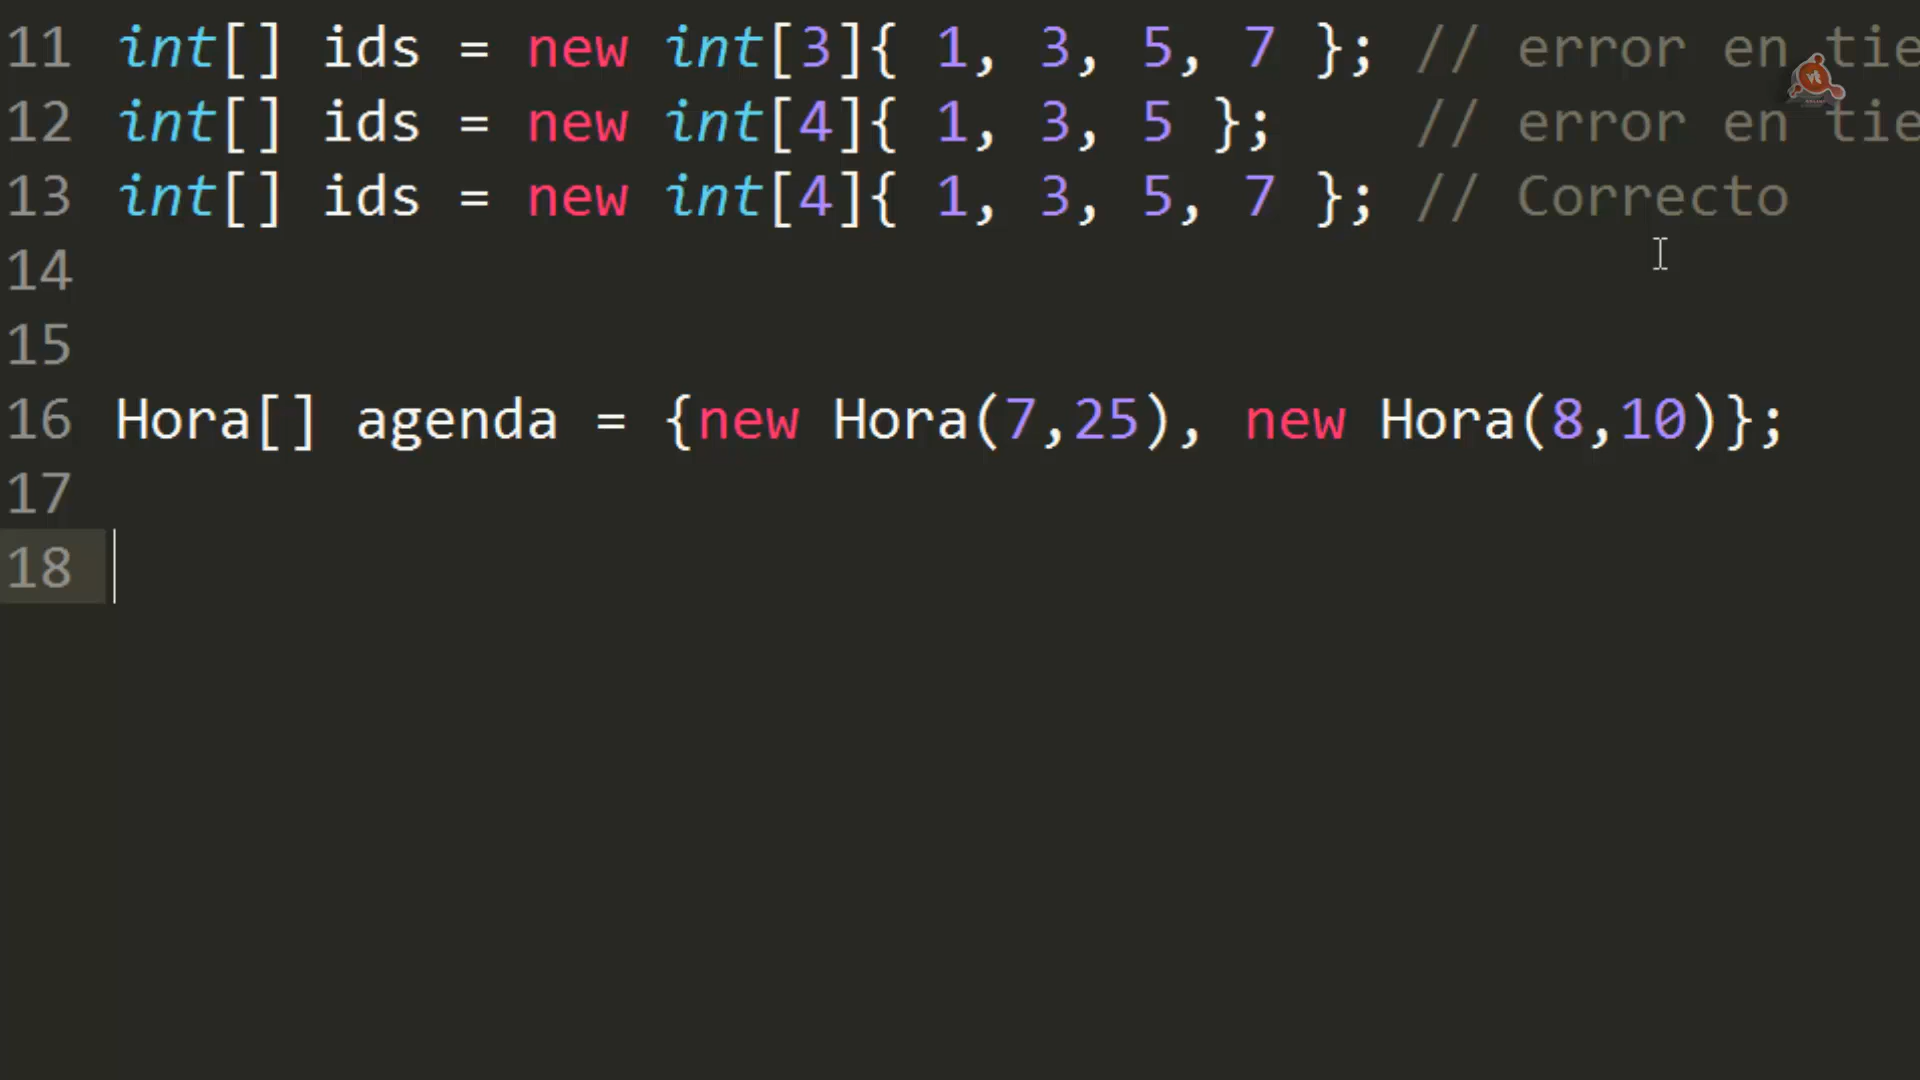 11 int[] ids = new int[3]{ 1, 3, 5, 7 }; // error en tie
12 int[] ids = new int[4]{ 1, 3, 5 };    // error en tie
13 int[] ids = new int[4]{ 1, 3, 5, 7 }; // Correcto
14
15
16 Hora[] agenda = {new Hora(7,25), new Hora(8,10)};
17
18
vt